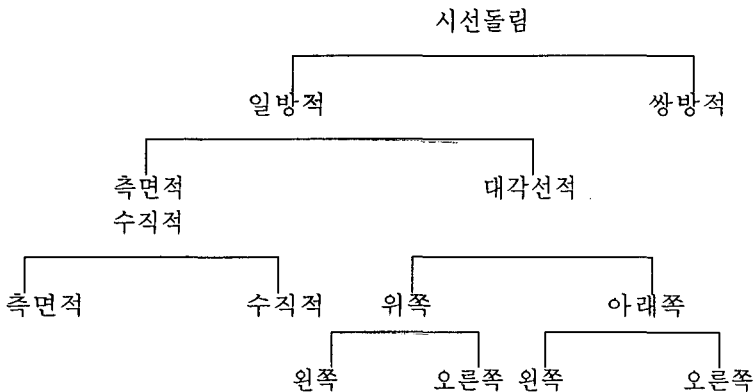 시선돌림
일방적 쌍방적
측면적 대각선적
수직적
측면적 수직적 위쪽 아래쪽
왼쪽 오른쪽 왼쪽 오른쪽